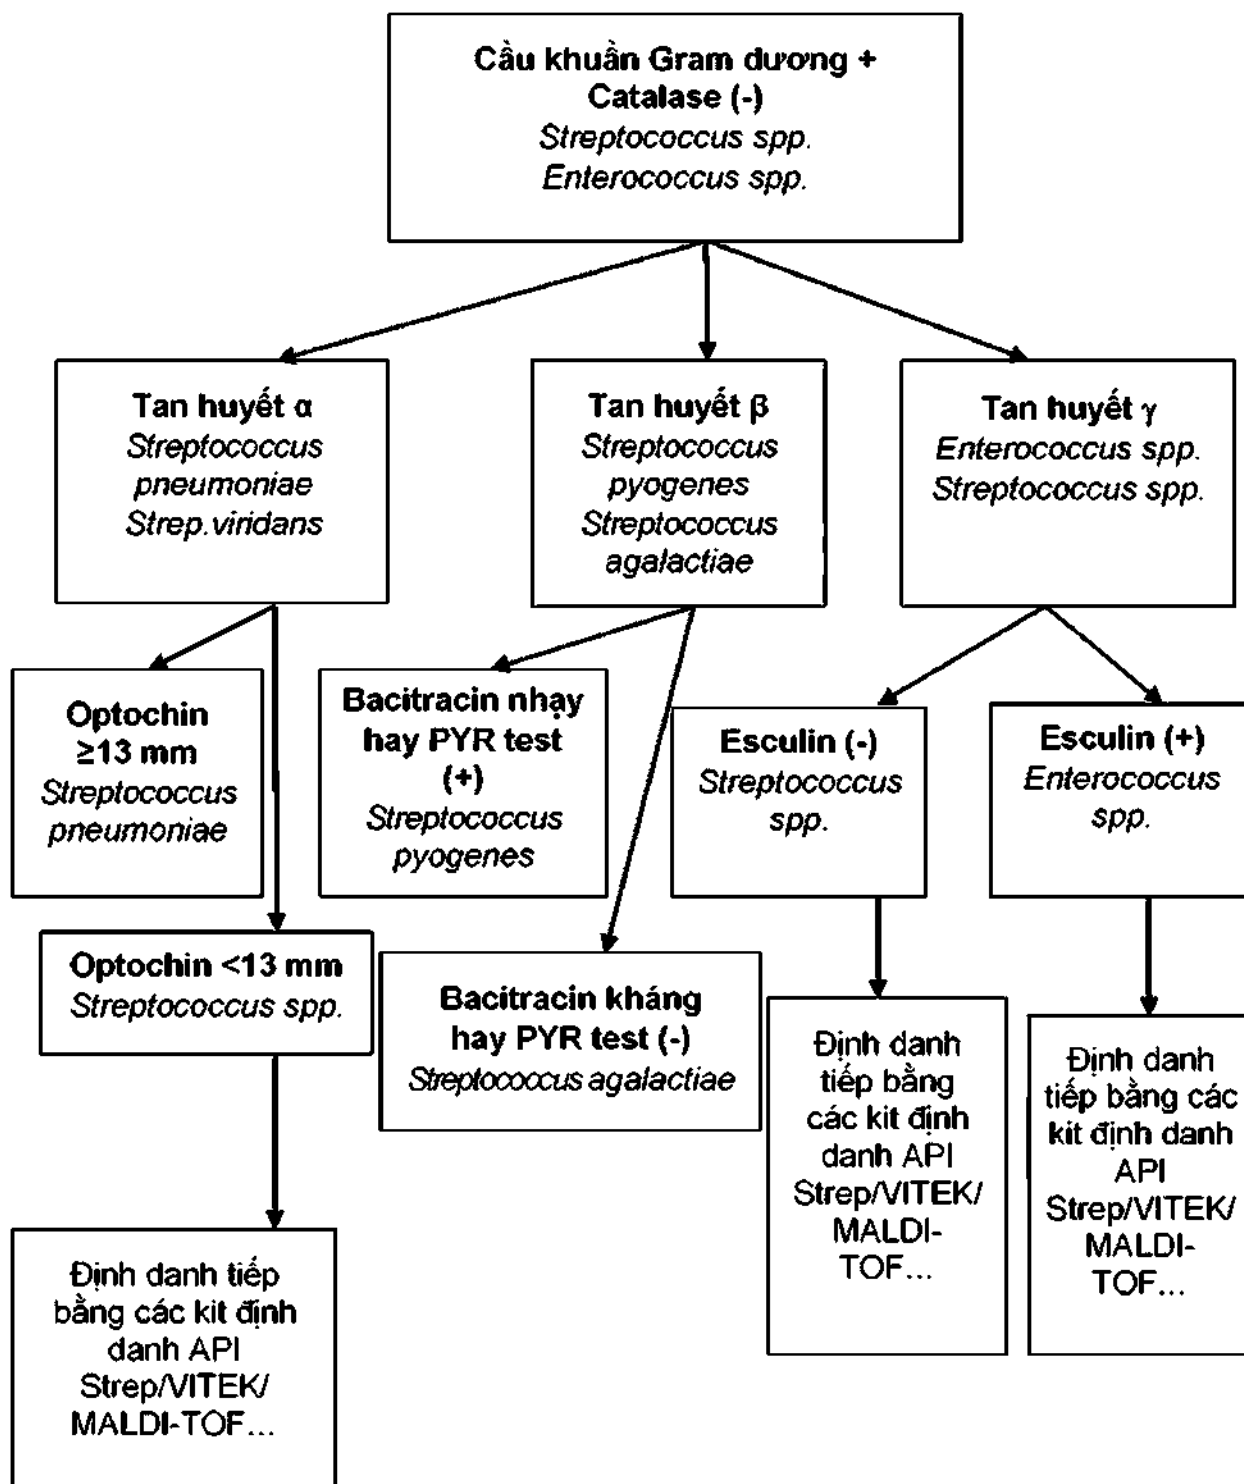 Cầu khuẩn Gram dương +
Catalase (-)
Streptococcus spp.
Enterococcus spp.
Tan huyết α
Streptococcus
pneumoniae
Strep.viridans
Tan huyết β
Streptococcus
pyogenes
Streptococcus
agalactiae
Tan huyết γ
Enterococcus spp.
Streptococcus spp.
Optochin
≥13 mm
Streptococcus
pneumoniae
Bacitracin nhạy
hay PYR test
(+)
Streptococcus
pyogenes
Esculin (-)
Streptococcus
spp.
Esculin (+)
Enterococcus
spp.
Optochin <13 mm
Streptococcus spp.
Bacitracin kháng
hay PYR test (-)
Streptococcus agalactiae
Định danh
tiếp bằng
các kit định
danh API
Strep/VITEK/
MALDI-
TOF...
Định danh
tiếp bằng các
kit định danh
API
Strep/VITEK/
MALDI-
TOF...
Định danh tiếp
bằng các kit định
danh API
Strep/VITEK/
MALDI-TOF...